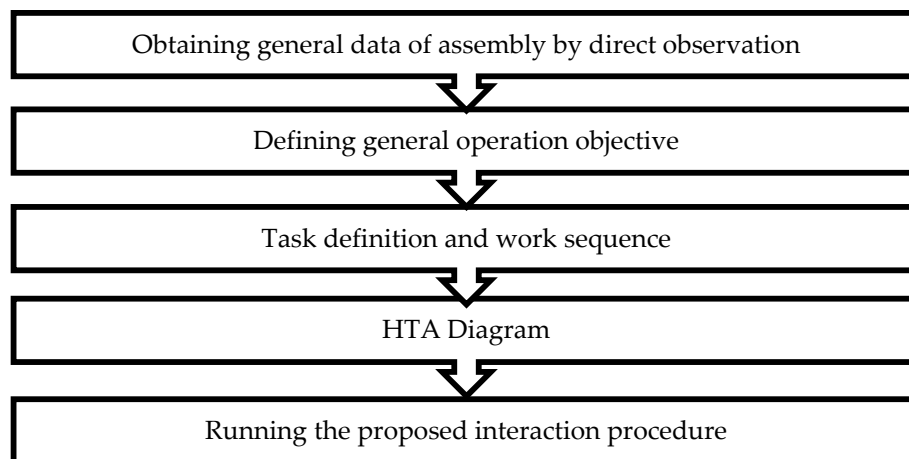 Obtaining general data of assembly by direct observation
Defining general operation objective
Task definition and work sequence
HTA Diagram
Running the proposed interaction procedure